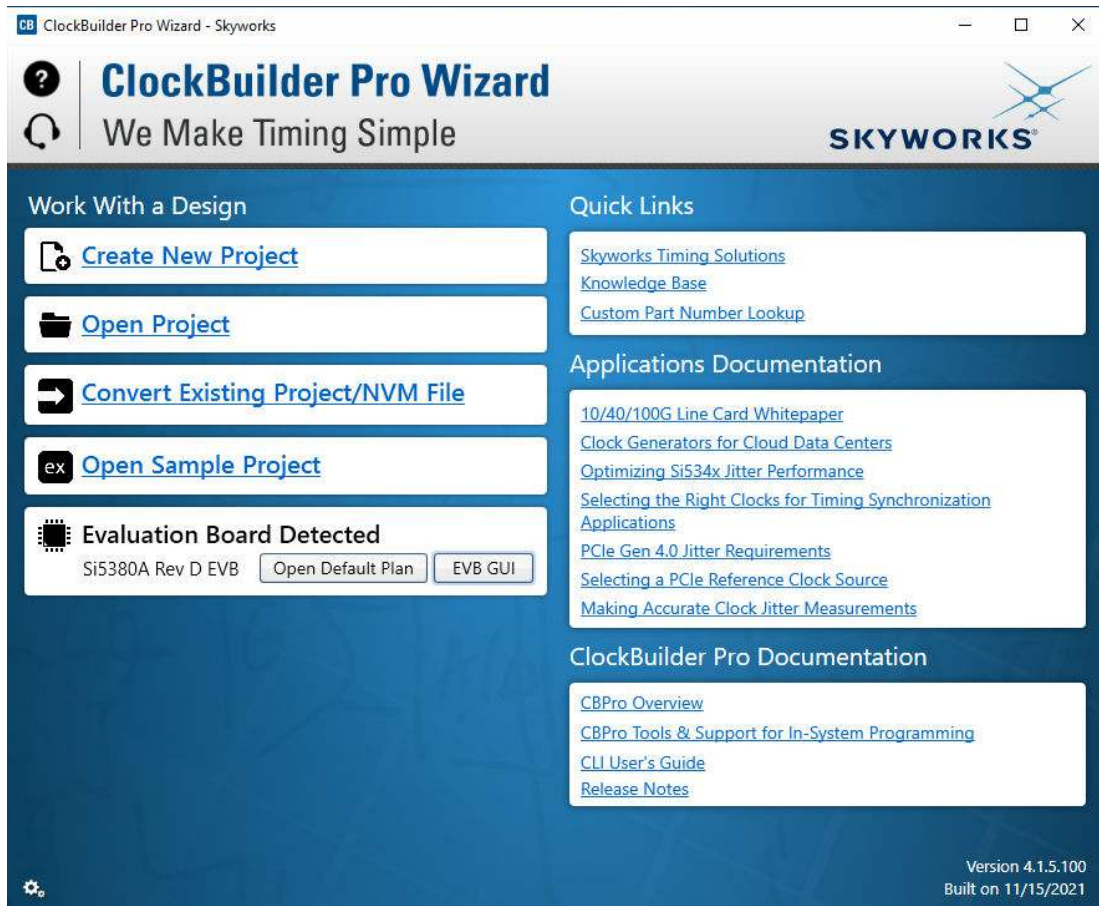 CB ClockBuilder Pro Wizard - Skyworks
?
ClockBuilder Pro Wizard
We Make Timing Simple
SKYWORKS®
Work With a Design
Create New Project
Open Project
Convert Existing Project/NVM File
ex Open Sample Project
Evaluation Board Detected
Si5380A Rev D EVB Open Default Plan EVB GUI
Quick Links
Skyworks Timing Solutions
Knowledge Base
Custom Part Number Lookup
Applications Documentation
10/40/100G Line Card Whitepaper
Clock Generators for Cloud Data Centers
Optimizing Si534x Jitter Performance
Selecting the Right Clocks for Timing Synchronization
Applications
PCIe Gen 4.0 Jitter Requirements
Selecting a PCIe Reference Clock Source
Making Accurate Clock Jitter Measurements
ClockBuilder Pro Documentation
CBPro Overview
CBPro Tools & Support for In-System Programming
CLI User's Guide
Release Notes
Version 4.1.5.100
Built on 11/15/2021